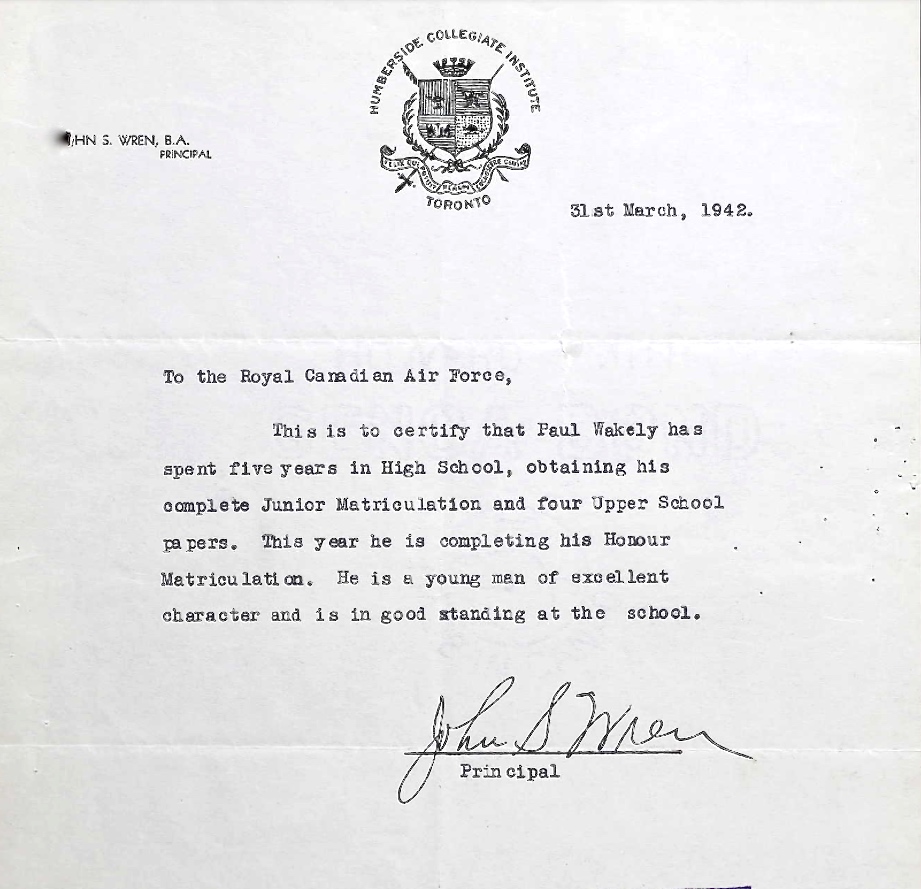 HUMBERSIDE COLLEGIATE INSTITUTE
TORONTO
HN S. WREN, B.A.
PRINCIPAL
31st March, 1942.
To the Royal Canadian Air Force,
This is to certify that Paul Wakely has
spent five years in High School, obtaining his
complete Junior Matriculation and four Upper School
papers. This year he is completing his Honour
Matriculation. He is a young man of excellent
character and is in good standing at the school.
John S Wren
Principal